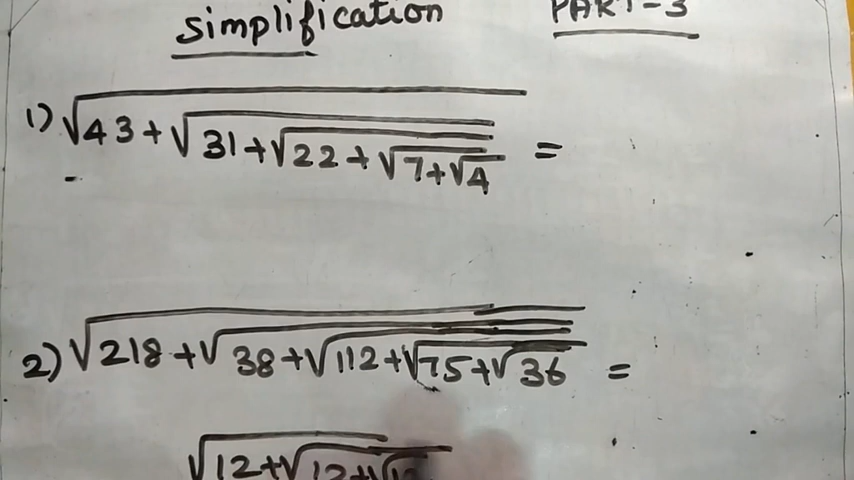 Simplification PART-3
1) √43+√31+√22+√7+√4 =
2) √218+√38+√112+√75+√36 =
√12+√12+√